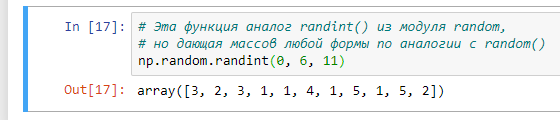 In [17]: # Эта функция аналог randint() из модуля random,
# но дающая массов любой формы по аналогии с random()
np.random.randint(0, 6, 11)
Out[17]: array([3, 2, 3, 1, 1, 4, 1, 5, 1, 5, 2])